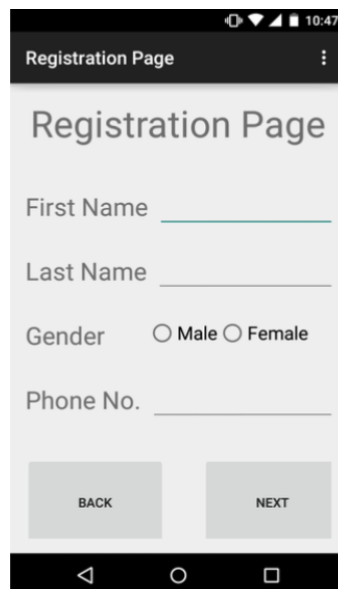 10:47
Registration Page
Registration Page
First Name
Last Name
Gender Male Female
Phone No.
BACK NEXT